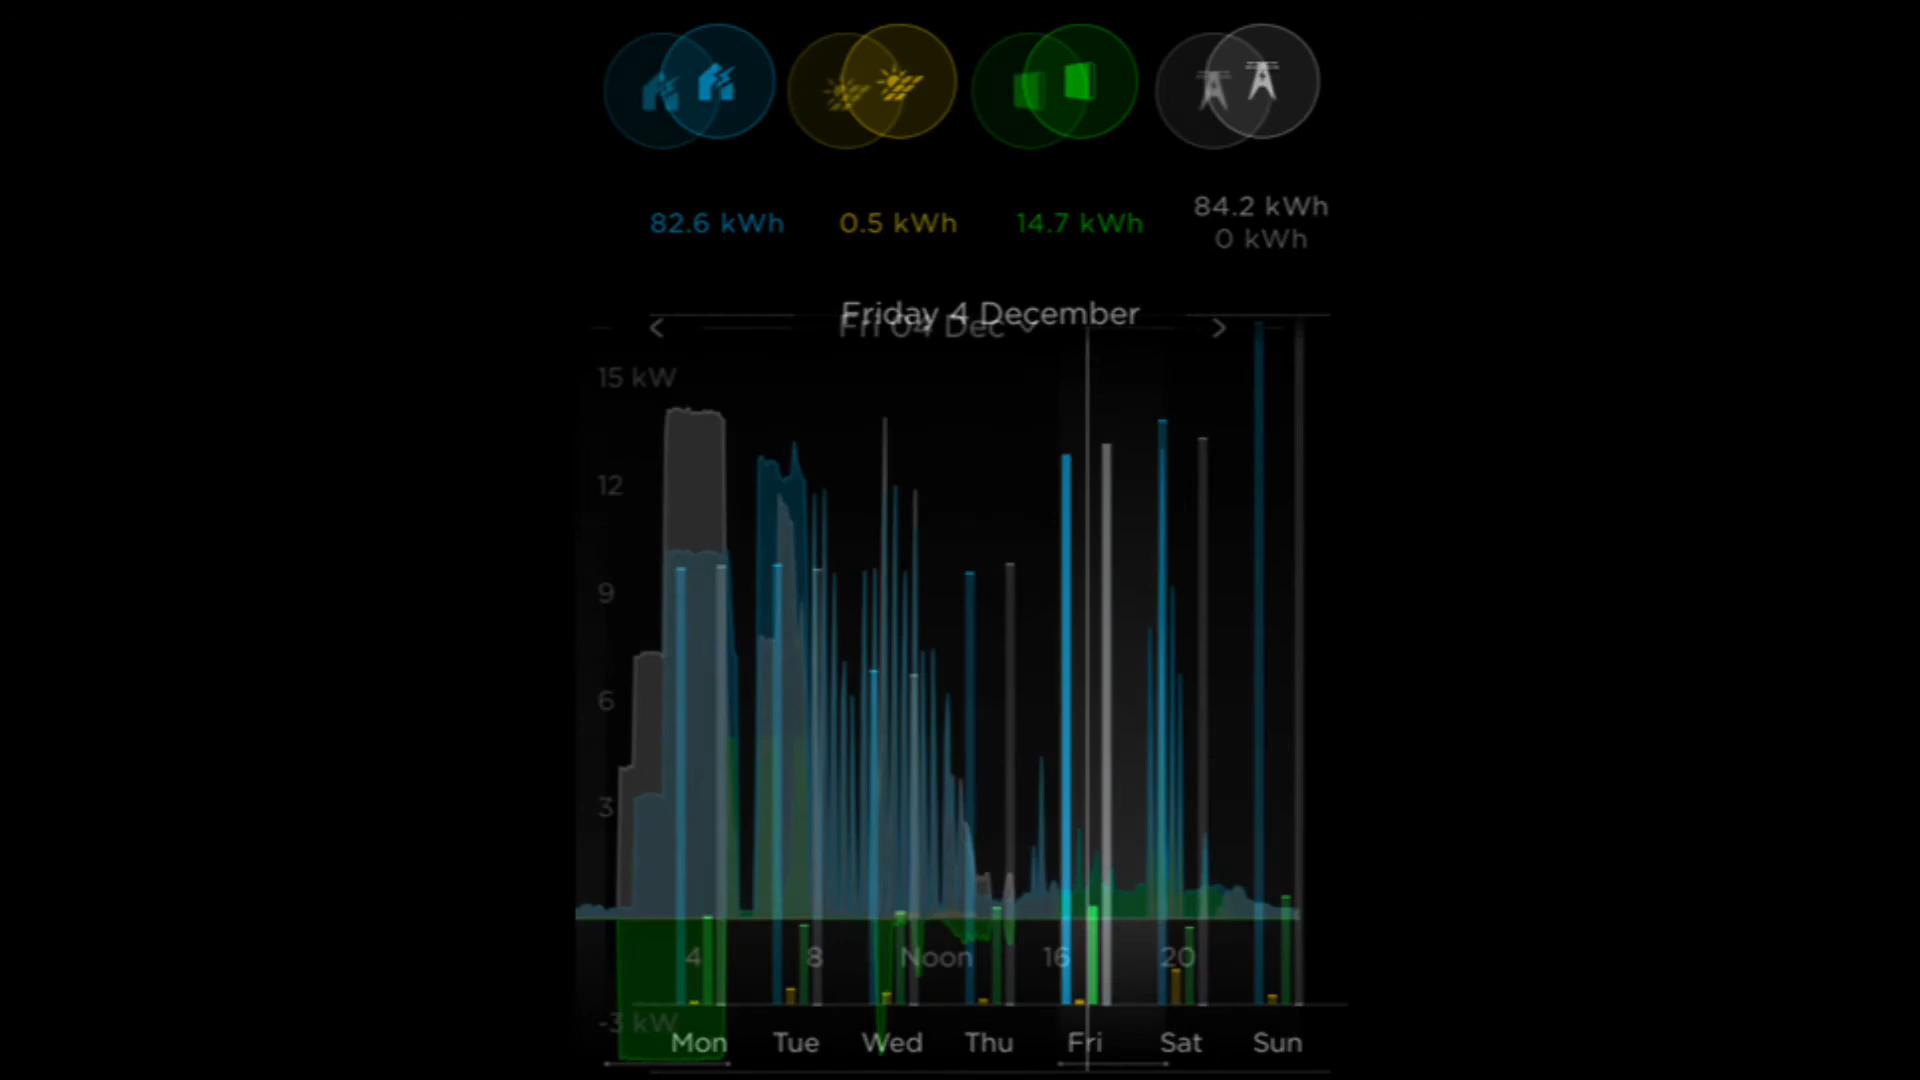 82.6 kWh 0.5 kWh 14.7 kWh 84.2 kWh
0 kWh
Friday 4 December
Fri 04 Dec
15 kW
12
9
6
3
4 8 Noon 16 20
-3 kW
Mon Tue Wed Thu Fri Sat Sun